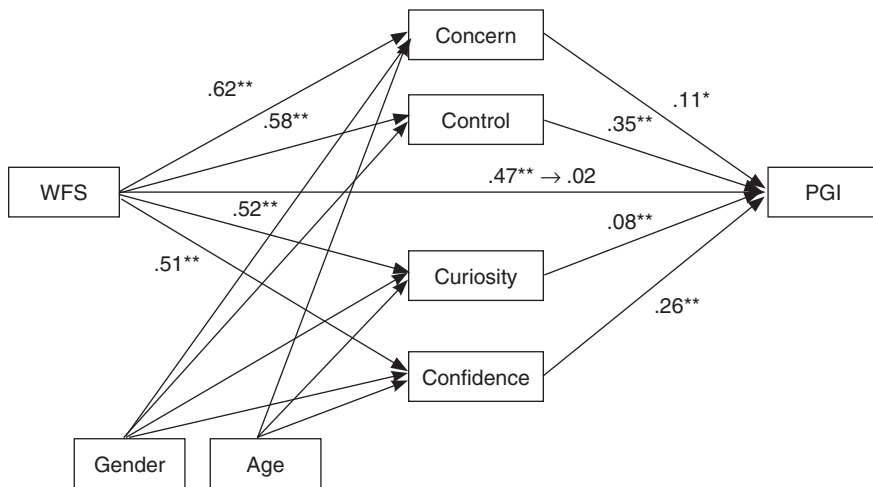 Concern
.62**
.11*
.58**
Control
.35**
WFS
.47** → .02
PGI
.52**
.08**
.51**
Curiosity
.26**
Confidence
Gender
Age